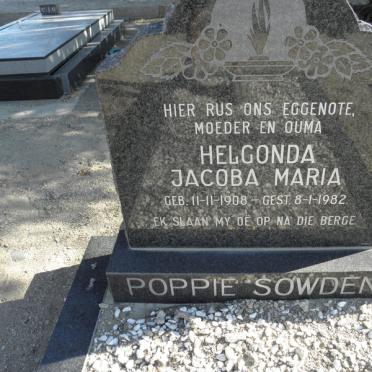 HIER RUS ONS EGGENOTE,
MOEDER EN OUMA
HELGONDA
JACOBA MARIA
GEB. 11-11-1908 - GEST. 8-1-1982
EK SLAAN MY OË OP NA DIE BERGE
POPPIE SOWDEN